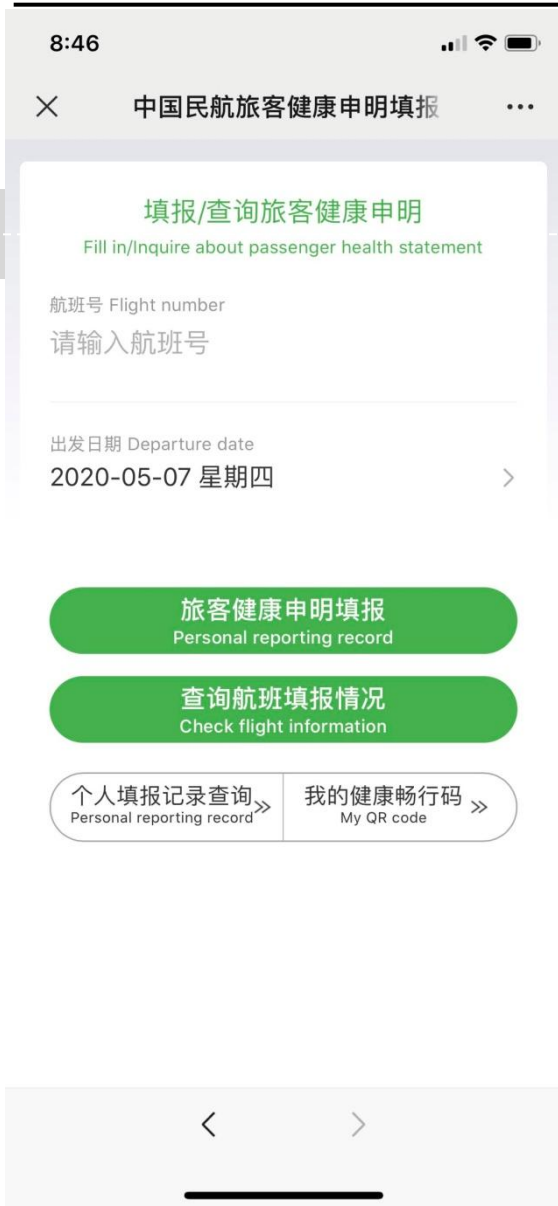 8:46
中国民航旅客健康申明填报
填报/查询旅客健康申明
Fill in/Inquire about passenger health statement
航班号 Flight number
请输入航班号
出发日期 Departure date
2020-05-07 星期四
旅客健康申明填报
Personal reporting record
查询航班填报情况
Check flight information
个人填报记录查询
Personal reporting record
我的健康畅行码
My QR code